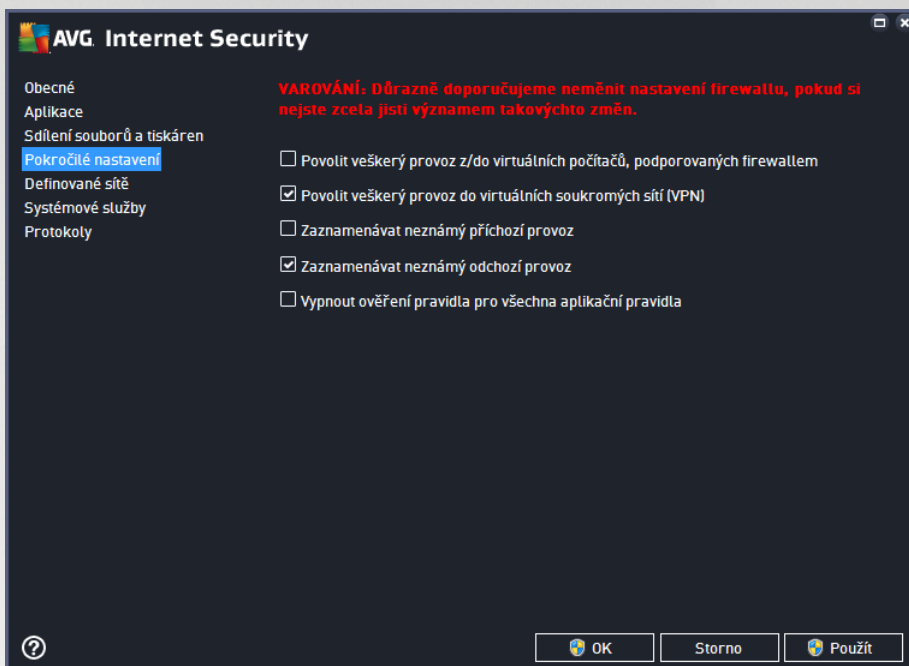 AVG Internet Security
Obecné
Aplikace
Sdílení souborů a tiskáren
Pokročilé nastavení
Definované sítě
Systémové služby
Protokoly
VAROVÁNÍ: Důrazně doporučujeme neměnit nastavení firewallu, pokud si
nejste zcela jisti významem takovýchto změn.
Povolit veškerý provoz z/do virtuálních počítačů, podporovaných firewallem
Povolit veškerý provoz do virtuálních soukromých sítí (VPN)
Zaznamenávat neznámý příchozí provoz
Zaznamenávat neznámý odchozí provoz
Vypnout ověření pravidla pro všechna aplikační pravidla
?
OK
Storno
Použít